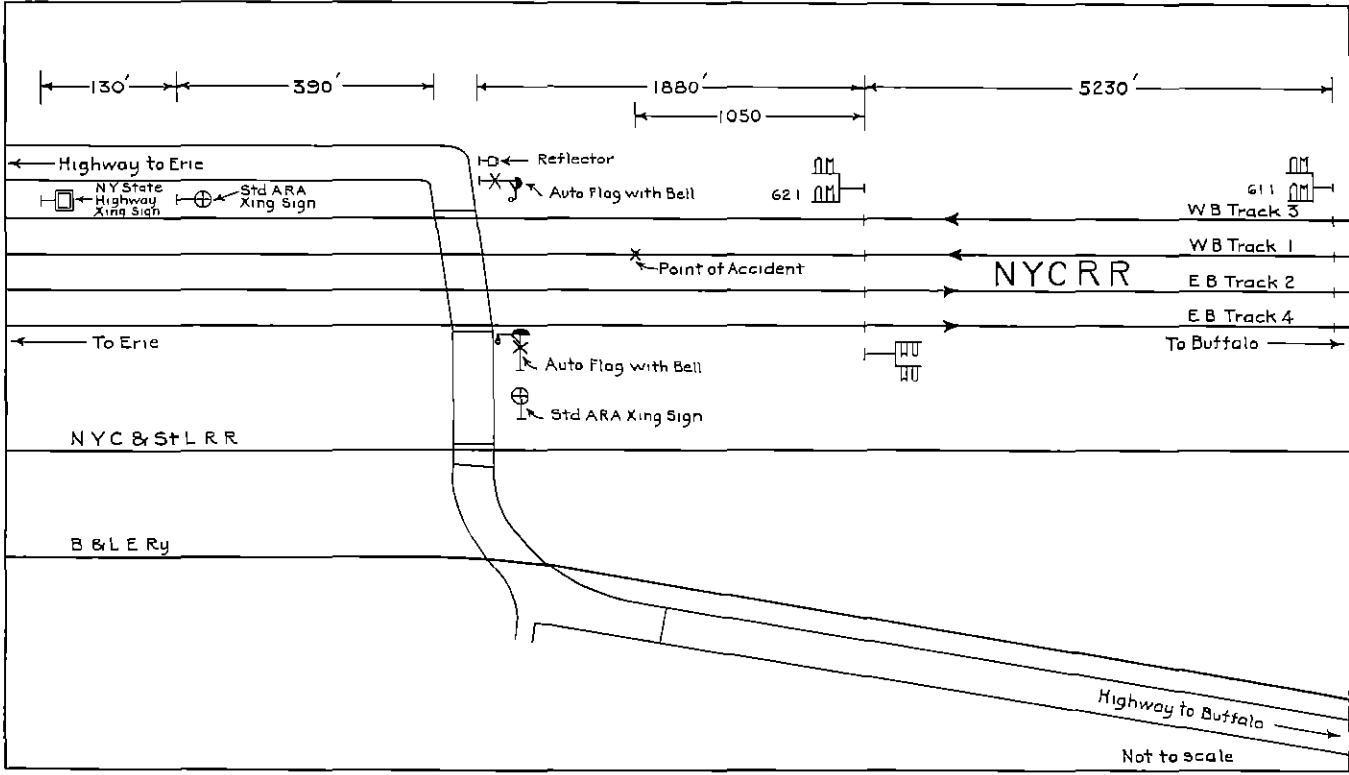 130'
390'
1880'
5230'
1050
Highway to Erie
Reflector
NY State
Highway
Xing Sign
Std ARA
Xing Sign
Auto Flag with Bell
621
611
WB Track 3
WB Track 1
Point of Accident
NYCRR
EB Track 2
EB Track 4
To Erie
To Buffalo
Auto Flag with Bell
Std ARA Xing Sign
NYC & St L RR
B & L E Ry
Highway to Buffalo
Not to scale